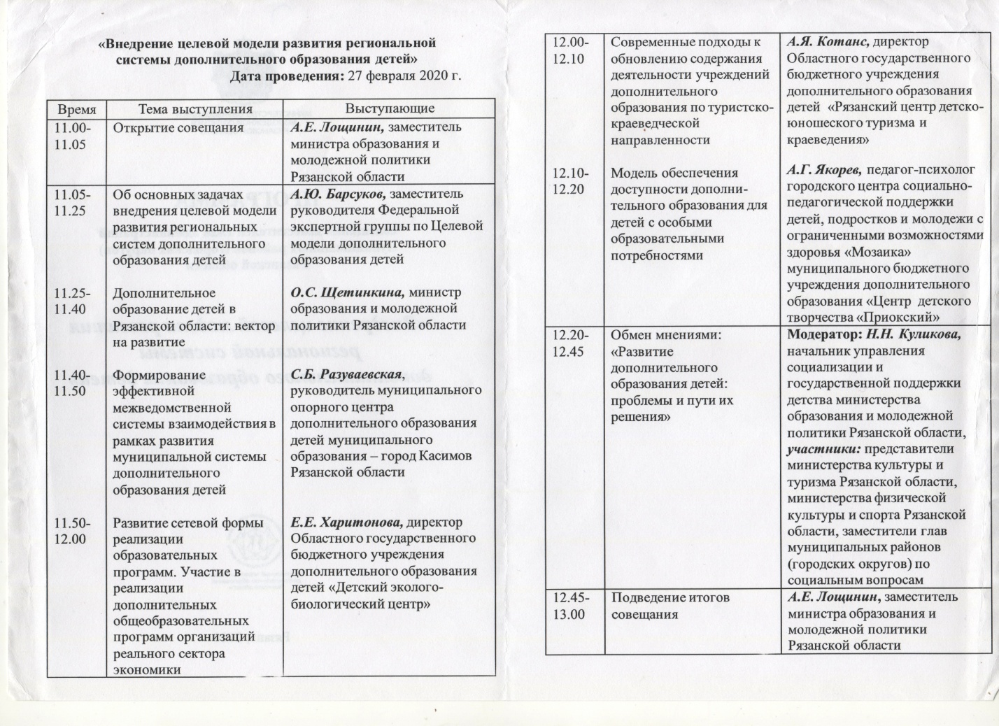 «Внедрение целевой модели развития региональной
системы дополнительного образования детей»
Дата проведения: 27 февраля 2020 г.
Время Тема выступления Выступающие
11.00-
11.05
Открытие совещания
А.Е. Лощинин, заместитель
министра образования и
молодежной политики
Рязанской области
11.05-
11.25
Об основных задачах
внедрения целевой модели
развития региональных
систем дополнительного
образования детей
А.Ю. Барсуков, заместитель
руководителя Федеральной
экспертной группы по Целевой
модели дополнительного
образования детей
11.25-
11.40
Дополнительное
образование детей в
Рязанской области: вектор
на развитие
О.С. Щетинкина, министр
образования и молодежной
политики Рязанской области
11.40-
11.50
Формирование
эффективной
межведомственной
системы взаимодействия в
рамках развития
муниципальной системы
дополнительного
образования детей
С.Б. Разуваевская,
руководитель муниципального
опорного центра
дополнительного образования
детей муниципального
образования – город Касимов
Рязанской области
11.50-
12.00
Развитие сетевой формы
реализации
образовательных
программ. Участие в
реализации
дополнительных
общеобразовательных
программ организаций
реального сектора
экономики
Е.Е. Харитонова, директор
Областного государственного
бюджетного учреждения
дополнительного образования
детей «Детский эколого-
биологический центр»
12.00-
12.10
Современные подходы к
обновлению содержания
деятельности учреждений
дополнительного
образования по туристско-
краеведческой
направленности
А.Я. Котанс, директор
Областного государственного
бюджетного учреждения
дополнительного образования
детей «Рязанский центр детско-
юношеского туризма и
краеведения»
12.10-
12.20
Модель обеспечения
доступности дополни-
тельного образования для
детей с особыми
образовательными
потребностями
А.Г. Якорев, педагог-психолог
городского центра социально-
педагогической поддержки
детей, подростков и молодежи с
ограниченными возможностями
здоровья «Мозаика»
муниципального бюджетного
учреждения дополнительного
образования «Центр детского
творчества «Приокский»
12.20-
12.45
Обмен мнениями:
«Развитие
дополнительного
образования детей:
проблемы и пути их
решения»
Модератор: Н.Н. Куликова,
начальник управления
социализации и
государственной поддержки
детства министерства
образования и молодежной
политики Рязанской области,
участники: представители
министерства культуры и
туризма Рязанской области,
министерства физической
культуры и спорта Рязанской
области, заместители глав
муниципальных районов
(городских округов) по
социальным вопросам
12.45-
13.00
Подведение итогов
совещания
А.Е. Лощинин, заместитель
министра образования и
молодежной политики
Рязанской области